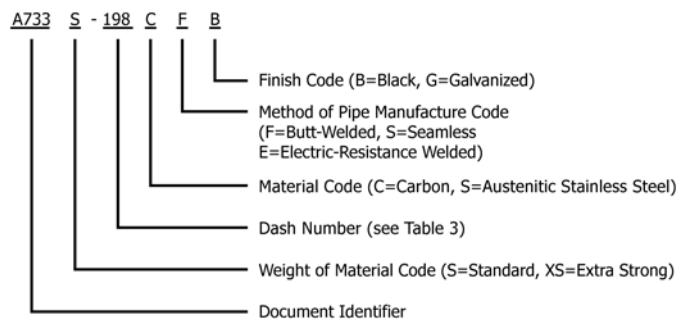 A733 S - 198 C F B
Finish Code (B=Black, G=Galvanized)
Method of Pipe Manufacture Code
(F=Butt-Welded, S=Seamless
E=Electric-Resistance Welded)
Material Code (C=Carbon, S=Austenitic Stainless Steel)
Dash Number (see Table 3)
Weight of Material Code (S=Standard, XS=Extra Strong)
Document Identifier